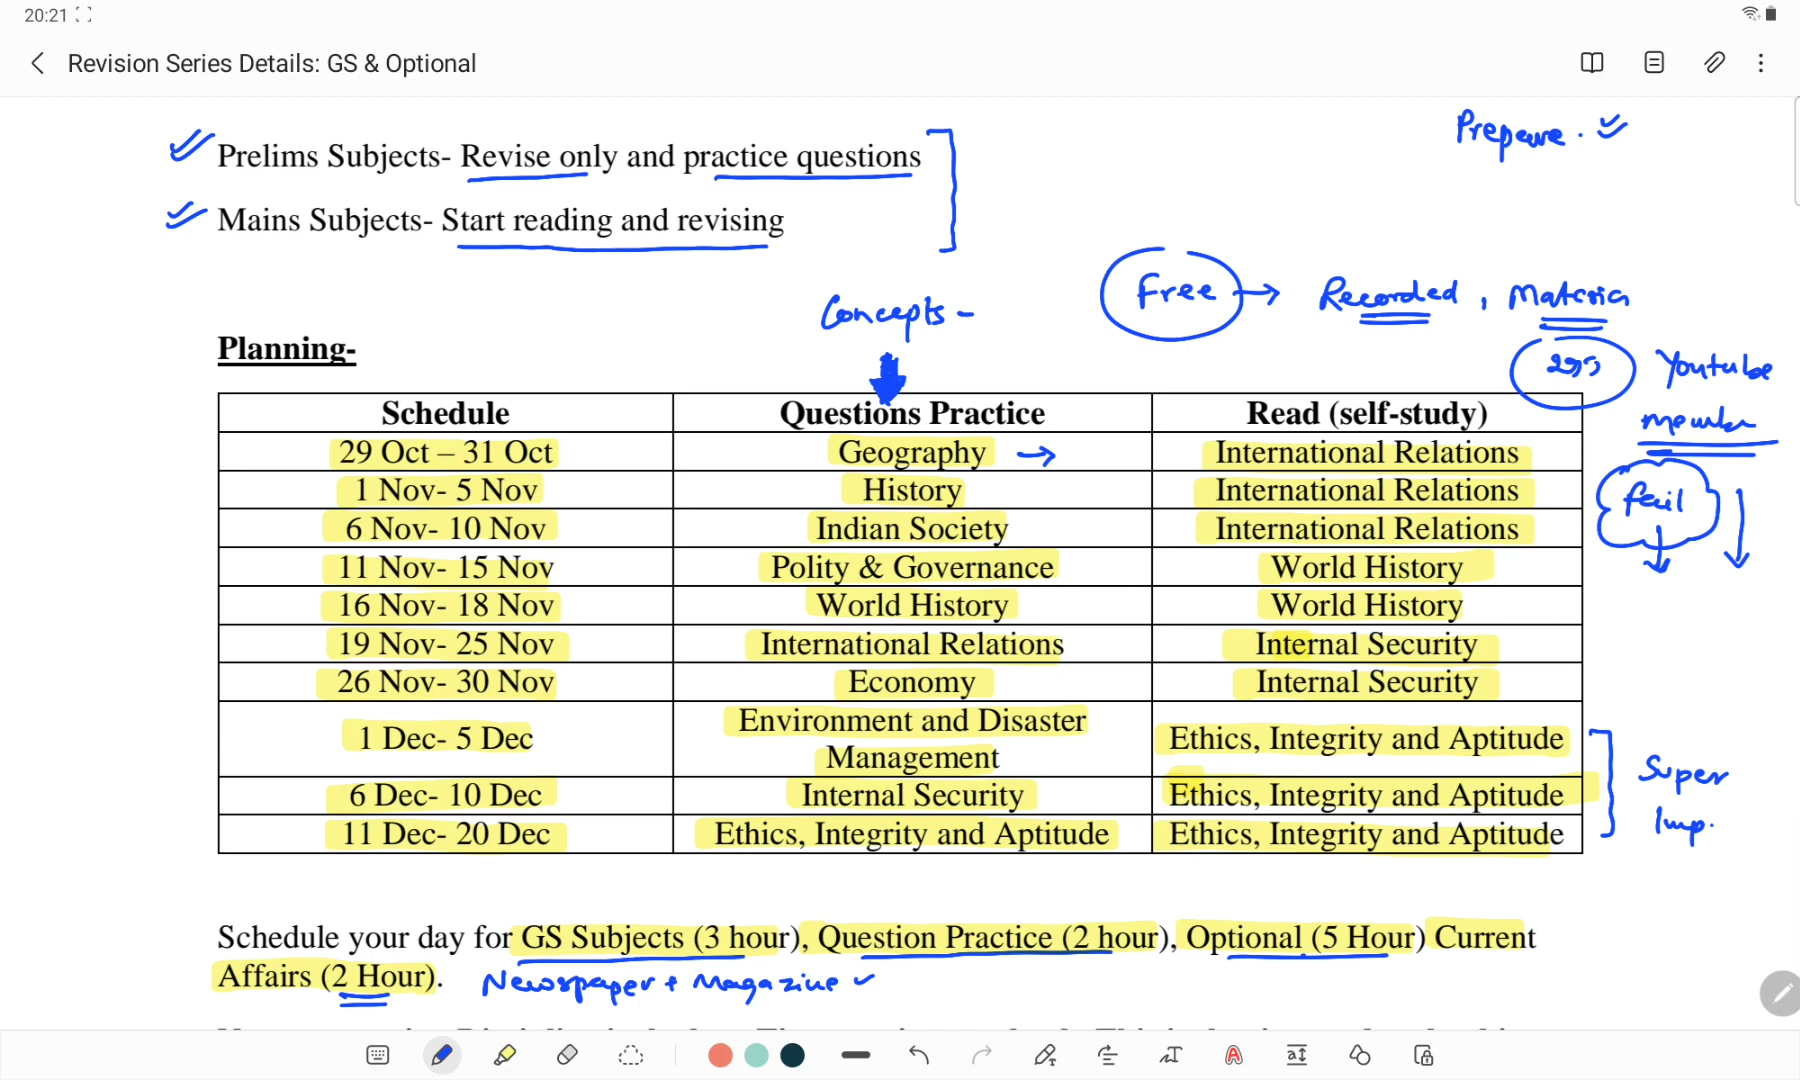 20:21
Revision Series Details: GS & Optional
Prepare.
Prelims Subjects- Revise only and practice questions
Mains Subjects- Start reading and revising
Free → Recorded,
Concepts -
Planning-
Youtube
Schedule Questions Practice Read (self-study)
29 Oct – 31 Oct Geography → International Relations
1 Nov- 5 Nov History International Relations
fail
6 Nov- 10 Nov Indian Society International Relations
11 Nov- 15 Nov Polity & Governance World History
16 Nov- 18 Nov World History World History
19 Nov- 25 Nov International Relations Internal Security
26 Nov- 30 Nov Economy Internal Security
1 Dec- 5 Dec Environment and Disaster Management Ethics, Integrity and Aptitude
6 Dec- 10 Dec Internal Security Ethics, Integrity and Aptitude
11 Dec- 20 Dec Ethics, Integrity and Aptitude Ethics, Integrity and Aptitude
Super
Imp.
Schedule your day for GS Subjects (3 hour), Question Practice (2 hour), Optional (5 Hour) Current
Affairs (2 Hour).
Newspaper + Magazine